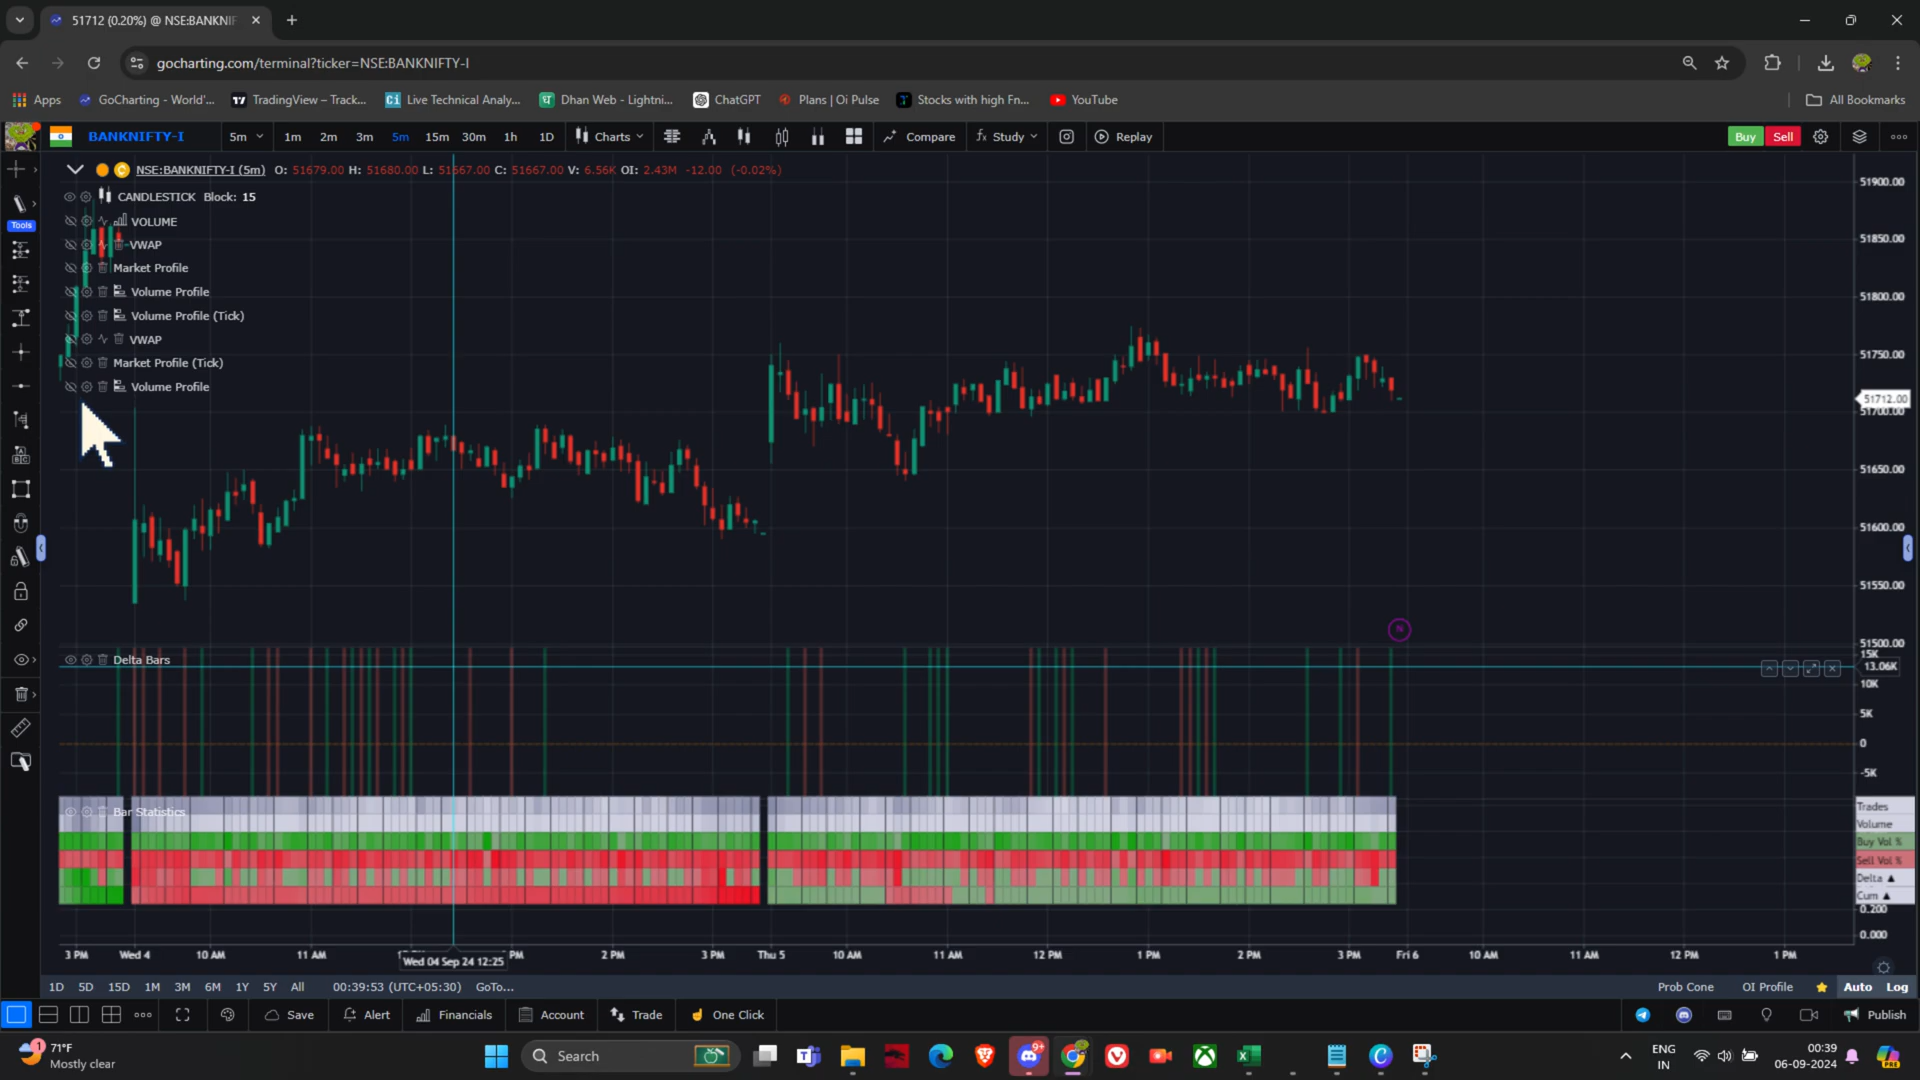 51712 (0.20%) @ NSE:BANKNIF
gocharting.com/terminal?ticker=NSE:BANKNIFTY-I
Apps GoCharting - World'... TradingView – Track... Live Technical Analy... Dhan Web - Lightni... ChatGPT Plans | Oi Pulse Stocks with high Fn... YouTube All Bookmarks
BANKNIFTY-I 5m 1m 2m 3m 5m 15m 30m 1h 1D Charts Compare Study Replay Buy Sell
NSE:BANKNIFTY-I (5m) O: 51679.00 H: 51680.00 L: 51667.00 C: 51667.00 V: 6.56K OI: 2.43M -12.00 (-0.02%)
CANDLESTICK Block: 15
VOLUME
VWAP
Market Profile
Volume Profile
Volume Profile (Tick)
VWAP
Market Profile (Tick)
Volume Profile
Tools
51900.00
51850.00
51800.00
51750.00
51712.00
51700.00
51650.00
51600.00
51550.00
51500.00
Delta Bars
15K
13.06K
10K
5K
0
-5K
Bar Statistics
Trades
Volume
Buy Vol %
Sell Vol %
Delta ▲
Cum ▲
0.200
0.000
3 PM Wed 4 10 AM 11 AM PM 2 PM 3 PM Thu 5 10 AM 11 AM 12 PM 1 PM 2 PM 3 PM Fri 6 10 AM 11 AM 12 PM 1 PM
Wed 04 Sep 24 12:25
1D 5D 15D 1M 3M 6M 1Y 5Y All 00:39:53 (UTC+05:30) GoTo... Prob Cone OI Profile Auto Log
Save Alert Financials Account Trade One Click Publish
1 71°F
Mostly clear
Search
9+
ENG
IN
00:39
06-09-2024
PRE